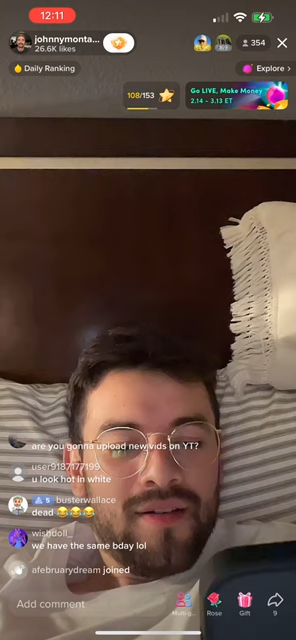 12:11
johnnymonta...
26.6K likes
354
Daily Ranking
Explore >
108/153
Go LIVE, Make Money
2.14 - 3.13 ET
are you gonna upload new vids on YT?
user9187177199
u look hot in white
5 busterwallace
dead 😂😂😂
wishdoll_
we have the same bday lol
afebruarydream joined
Add comment
Multi-g...
Rose
Gift
9